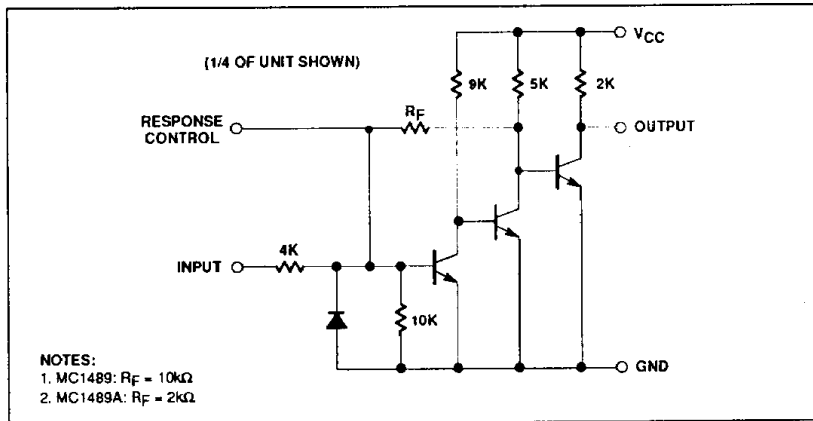 (1/4 OF UNIT SHOWN)
VCC
9K
5K
2K
RESPONSE
CONTROL
RF
OUTPUT
4K
INPUT
10K
NOTES:
1. MC1489: RF = 10kΩ
2. MC1489A: RF = 2kΩ
GND